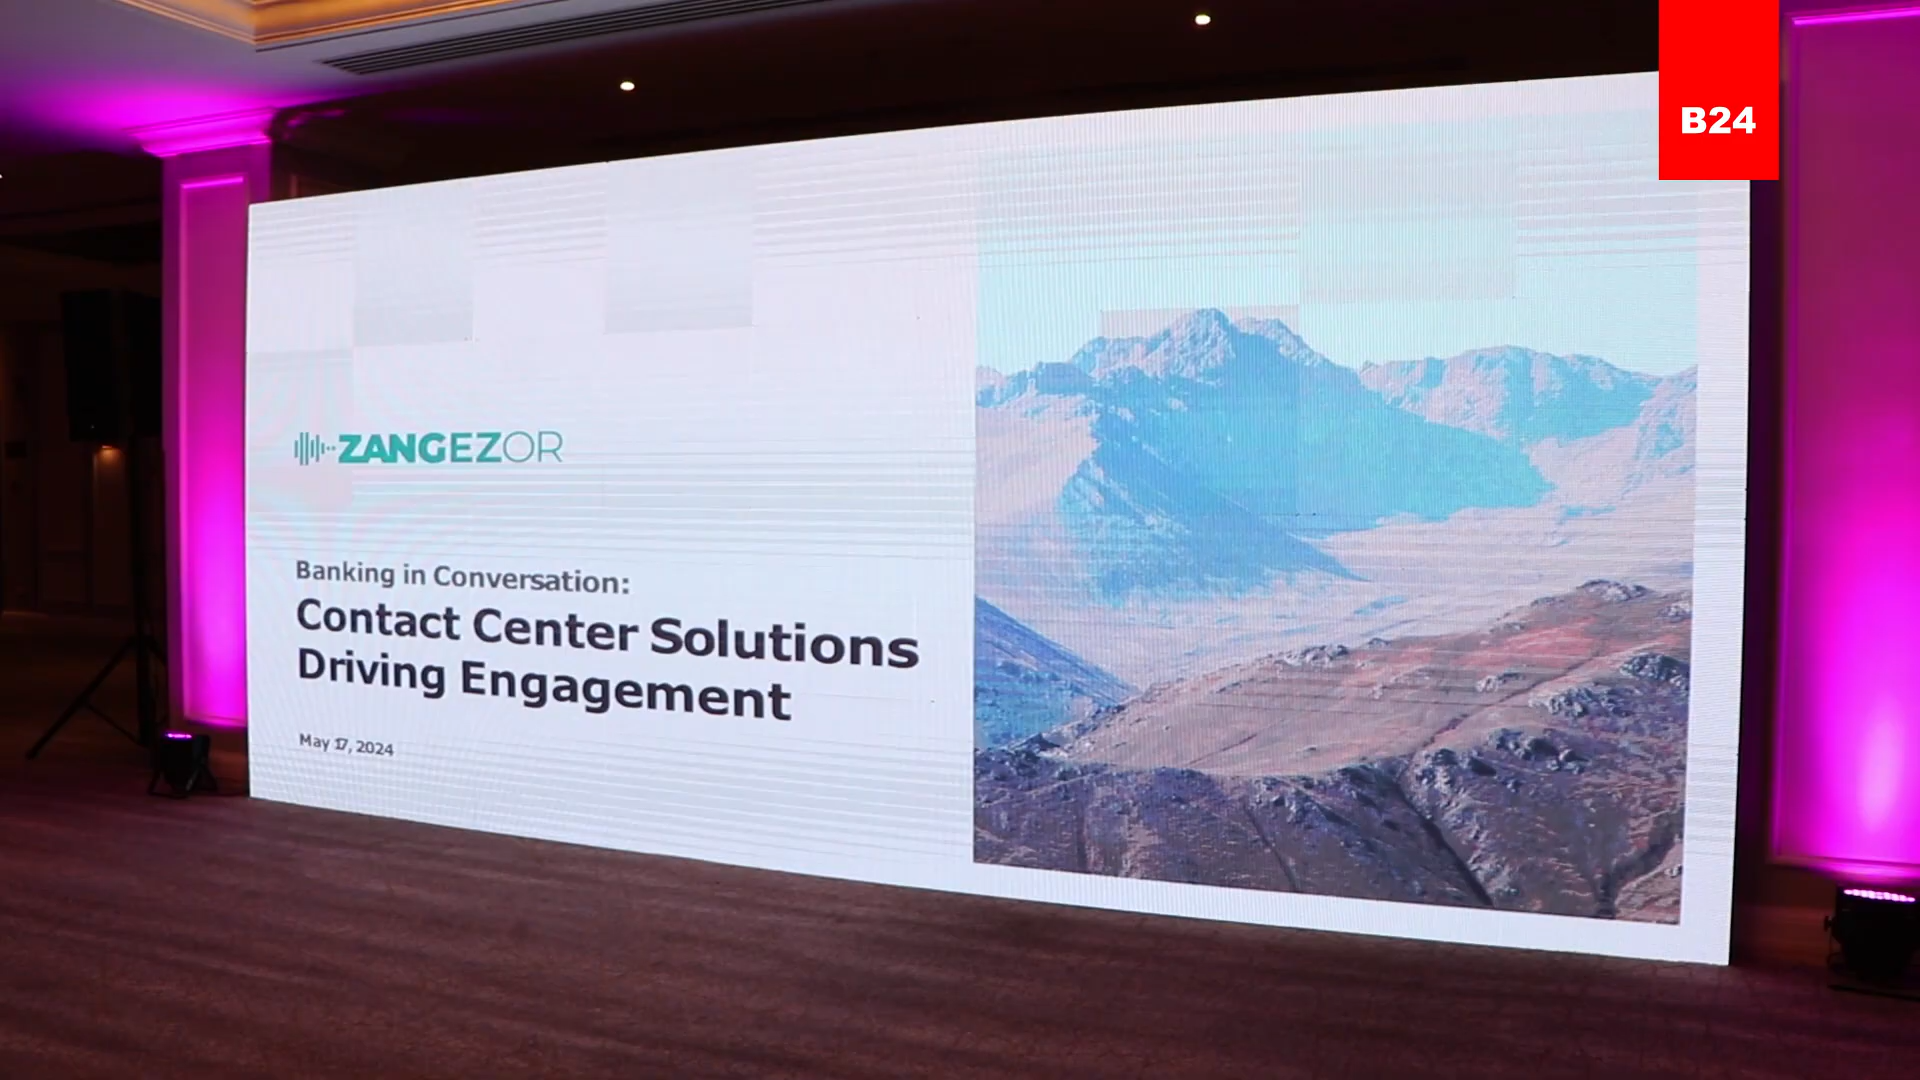 B24
ZANGEZOR
Banking in Conversation:
Contact Center Solutions
Driving Engagement
May 17, 2024